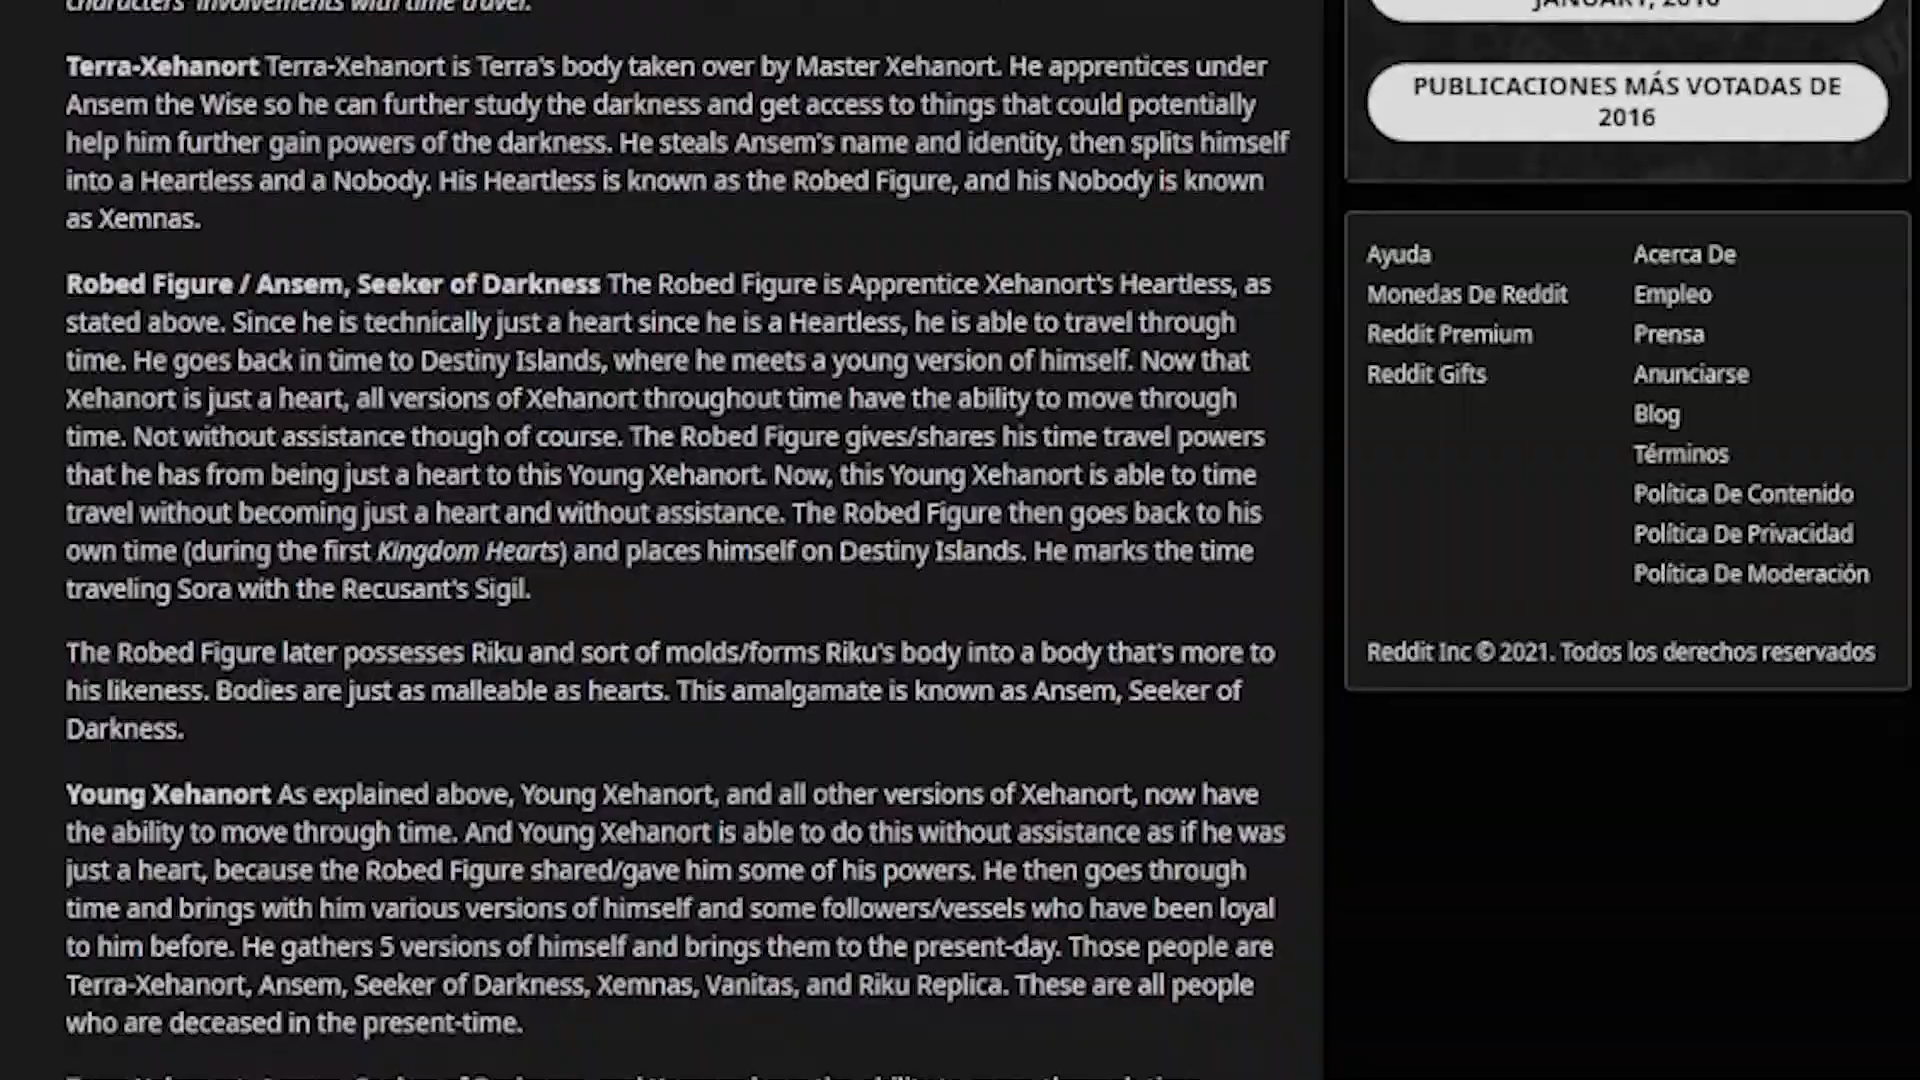 characters' involvements with time travel.
Terra-Xehanort Terra-Xehanort is Terra's body taken over by Master Xehanort. He apprentices under
Ansem the Wise so he can further study the darkness and get access to things that could potentially
help him further gain powers of the darkness. He steals Ansem's name and identity, then splits himself
into a Heartless and a Nobody. His Heartless is known as the Robed Figure, and his Nobody is known
as Xemnas.
Robed Figure / Ansem, Seeker of Darkness The Robed Figure is Apprentice Xehanort's Heartless, as
stated above. Since he is technically just a heart since he is a Heartless, he is able to travel through
time. He goes back in time to Destiny Islands, where he meets a young version of himself. Now that
Xehanort is just a heart, all versions of Xehanort throughout time have the ability to move through
time. Not without assistance though of course. The Robed Figure gives/shares his time travel powers
that he has from being just a heart to this Young Xehanort. Now, this Young Xehanort is able to time
travel without becoming just a heart and without assistance. The Robed Figure then goes back to his
own time (during the first Kingdom Hearts) and places himself on Destiny Islands. He marks the time
traveling Sora with the Recusant's Sigil.
The Robed Figure later possesses Riku and sort of molds/forms Riku's body into a body that's more to
his likeness. Bodies are just as malleable as hearts. This amalgamate is known as Ansem, Seeker of
Darkness.
Young Xehanort As explained above, Young Xehanort, and all other versions of Xehanort, now have
the ability to move through time. And Young Xehanort is able to do this without assistance as if he was
just a heart, because the Robed Figure shared/gave him some of his powers. He then goes through
time and brings with him various versions of himself and some followers/vessels who have been loyal
to him before. He gathers 5 versions of himself and brings them to the present-day. Those people are
Terra-Xehanort, Ansem, Seeker of Darkness, Xemnas, Vanitas, and Riku Replica. These are all people
who are deceased in the present-time.
JANUARY, 2016
PUBLICACIONES MÁS VOTADAS DE
2016
Ayuda
Monedas De Reddit
Reddit Premium
Reddit Gifts
Acerca De
Empleo
Prensa
Anunciarse
Blog
Términos
Política De Contenido
Política De Privacidad
Política De Moderación
Reddit Inc © 2021. Todos los derechos reservados